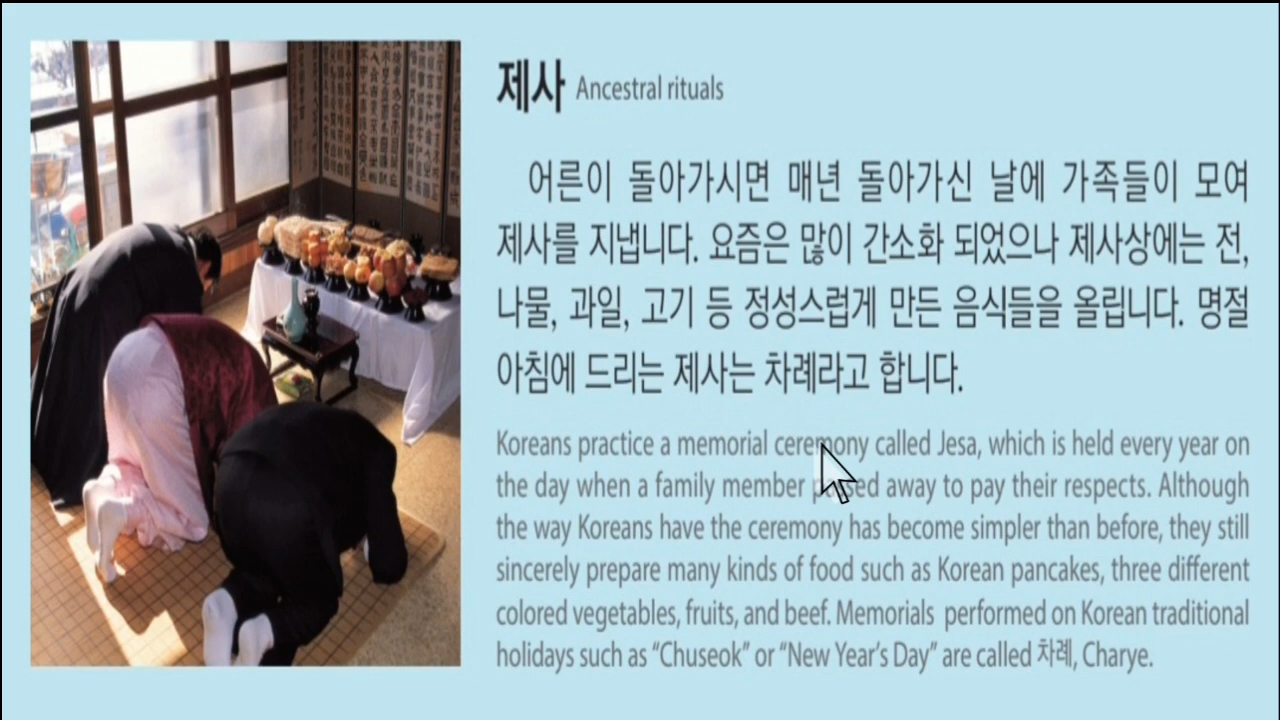 제사 Ancestral rituals
어른이 돌아가시면 매년 돌아가신 날에 가족들이 모여
제사를 지냅니다. 요즘은 많이 간소화 되었으나 제사상에는 전,
나물, 과일, 고기 등 정성스럽게 만든 음식들을 올립니다. 명절
아침에 드리는 제사는 차례라고 합니다.
Koreans practice a memorial ceremony called Jesa, which is held every year on
the day when a family member passed away to pay their respects. Although
the way Koreans have the ceremony has become simpler than before, they still
sincerely prepare many kinds of food such as Korean pancakes, three different
colored vegetables, fruits, and beef. Memorials performed on Korean traditional
holidays such as “Chuseok” or “New Year’s Day” are called 차례, Charye.